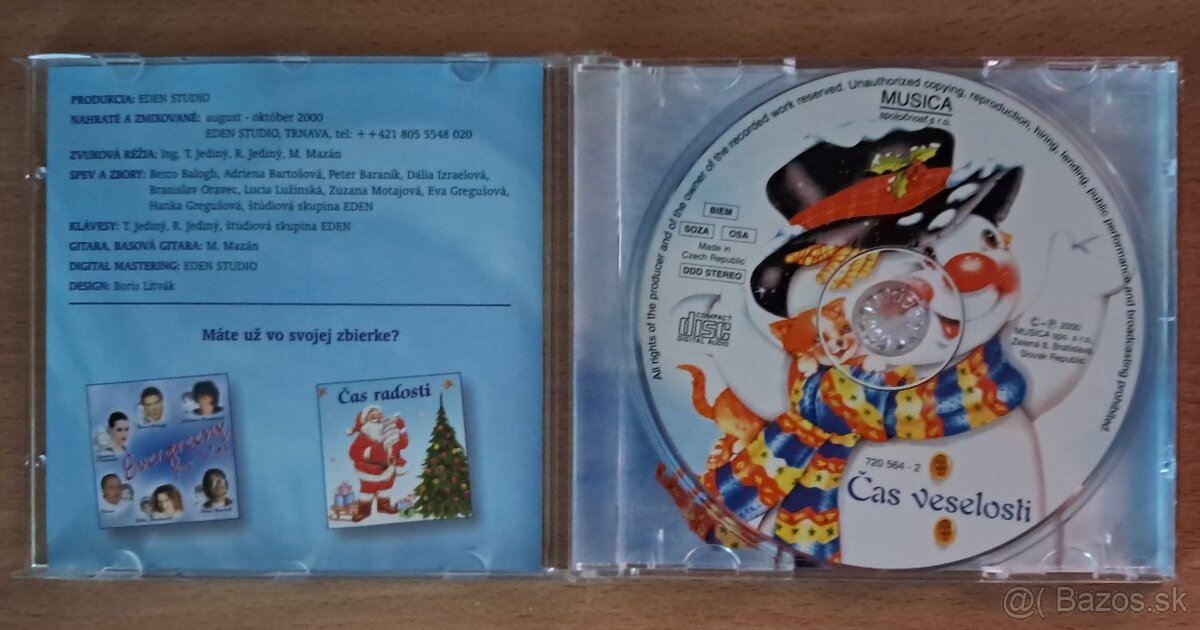 PRODUKCIA: EDEN STUDIO
NAHRATÉ A ZMIXOVANÉ: august - október 2000
EDEN STUDIO, TRNAVA, tel: ++421 805 5548 020
ZVUKOVÁ RÉŽIA: Ing. T. Jediný, R. Jediný, M. Mazán
SPEV A ZBORY: Berco Balogh, Adriena Bartošová, Peter Baraník, Dália Izraelová,
Branislav Oravec, Lucia Lužinská, Zuzana Motajová, Eva Gregušová,
Hanka Gregušová, štúdiová skupina EDEN
KLÁVESY: T. Jediný, R. Jediný, štúdiová skupina EDEN
GITARA, BASOVÁ GITARA: M. Mazán
DIGITAL MASTERING: EDEN STUDIO
DESIGN: Boris Litvák
Máte už vo svojej zbierke?
Evergreeny
Čas radosti
All rights of the producer and of the owner of the recorded work reserved. Unauthorized copying, reproduction, hiring, lending, public performance and broadcasting prohibited
MUSICA
spoločnosť s r.o.
BIEM
SOZA OSA
Made in
Czech Republic
DDD STEREO
COMPACT
disc
DIGITAL AUDIO
C + P 2000
MUSICA spo. s r.o.,
Zelená 8, Bratislava,
Slovak Republic
720 564 - 2
Čas veselosti
@( Bazos.sk